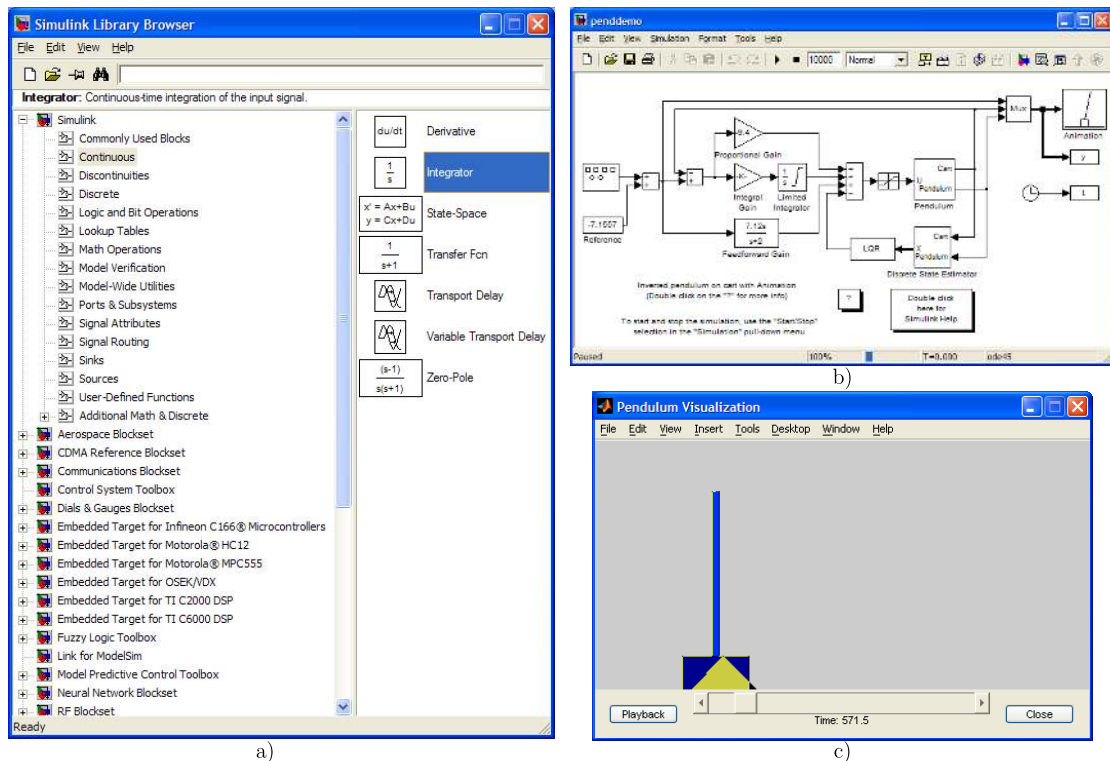 Simulink Library Browser
File Edit View Help
Integrator: Continuous-time integration of the input signal.
Simulink
Commonly Used Blocks
Continuous
Discontinuities
Discrete
Logic and Bit Operations
Lookup Tables
Math Operations
Model Verification
Model-Wide Utilities
Ports & Subsystems
Signal Attributes
Signal Routing
Sinks
Sources
User-Defined Functions
Additional Math & Discrete
Aerospace Blockset
CDMA Reference Blockset
Communications Blockset
Control System Toolbox
Dials & Gauges Blockset
Embedded Target for Infineon C166® Microcontrollers
Embedded Target for Motorola® HC12
Embedded Target for Motorola® MPC555
Embedded Target for OSEK/VDX
Embedded Target for TI C2000 DSP
Embedded Target for TI C6000 DSP
Fuzzy Logic Toolbox
Link for ModelSim
Model Predictive Control Toolbox
Neural Network Blockset
RF Blockset
du/dt Derivative
1
s
Integrator
x' = Ax+Bu
y = Cx+Du
State-Space
1
s+1
Transfer Fcn
Transport Delay
Variable Transport Delay
(s-1)
s(s+1)
Zero-Pole
Ready
a)
penddemo
File Edit View Simulation Format Tools Help
10000 Normal
Mux
Animation
y
t
-9.4
Proportional Gain
-K-
Integral
Gain
1
s
Limited
Integrator
-7.1557
Reference
7.12s
s+2
Feedforward Gain
Cart
U
Pendulum
Pendulum
LQR
Cart
X
Pendulum
Discrete State Estimator
Inverted pendulum on cart with Animation
(Double click on the "?" for more info)
?
Double click
here for
Simulink Help
To start and stop the simulation, use the "Start/Stop"
selection in the "Simulation" pull-down menu
Paused 100% T=0.000 ode45
b)
Pendulum Visualization
File Edit View Insert Tools Desktop Window Help
Playback
Time: 571.5
Close
c)